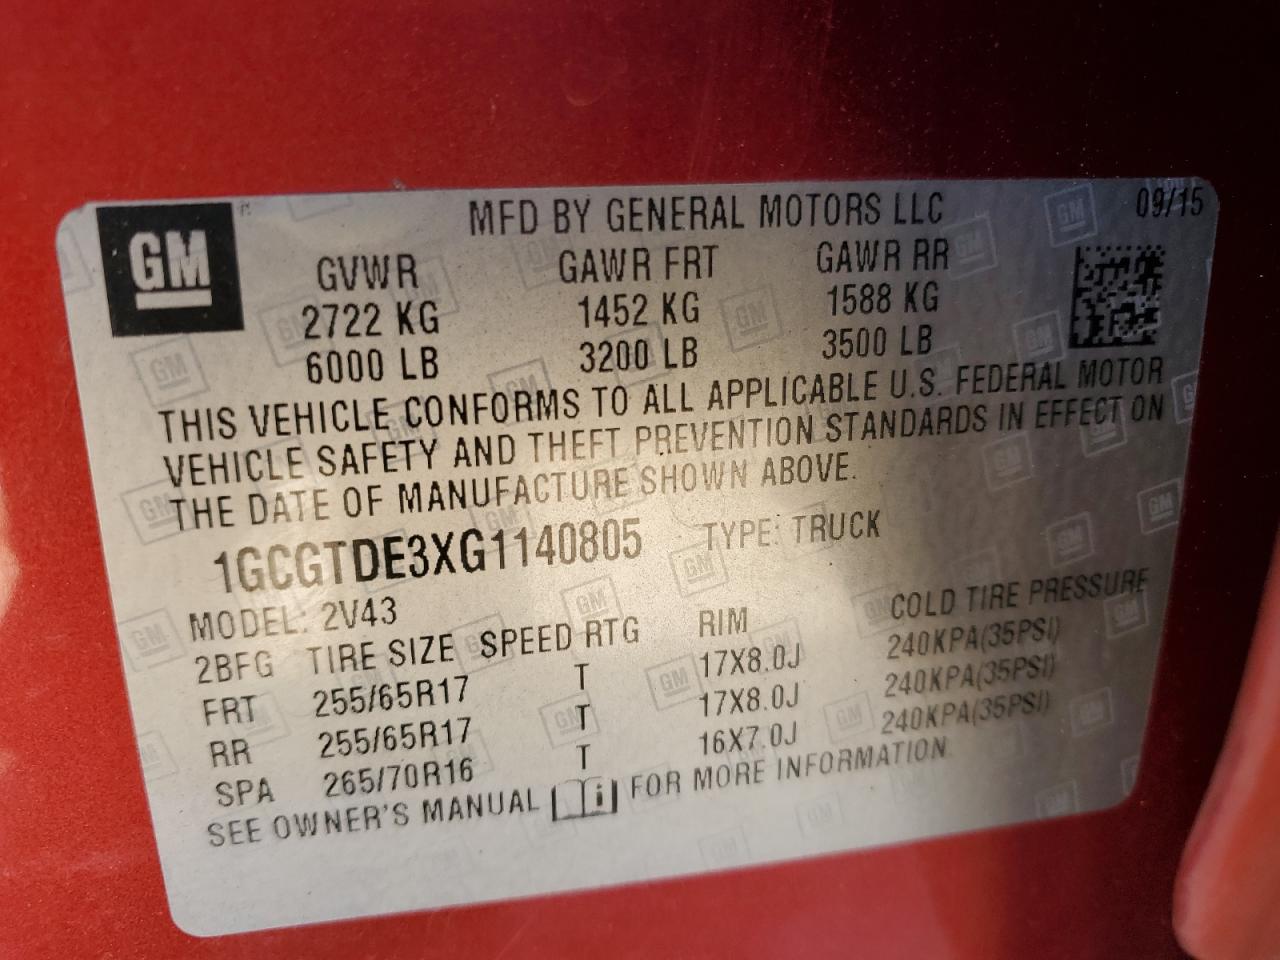 GM
MFD BY GENERAL MOTORS LLC 09/15
GVWR GAWR FRT GAWR RR
2722 KG 1452 KG 1588 KG
6000 LB 3200 LB 3500 LB
THIS VEHICLE CONFORMS TO ALL APPLICABLE U.S. FEDERAL MOTOR
VEHICLE SAFETY AND THEFT PREVENTION STANDARDS IN EFFECT ON
THE DATE OF MANUFACTURE SHOWN ABOVE.
1GCGTDE3XG1140805 TYPE: TRUCK
MODEL: 2V43
2BFG TIRE SIZE SPEED RTG RIM COLD TIRE PRESSURE
FRT 255/65R17 T 17X8.0J 240KPA(35PSI)
RR 255/65R17 T 17X8.0J 240KPA(35PSI)
SPA 265/70R16 T 16X7.0J 240KPA(35PSI)
SEE OWNER'S MANUAL i FOR MORE INFORMATION.